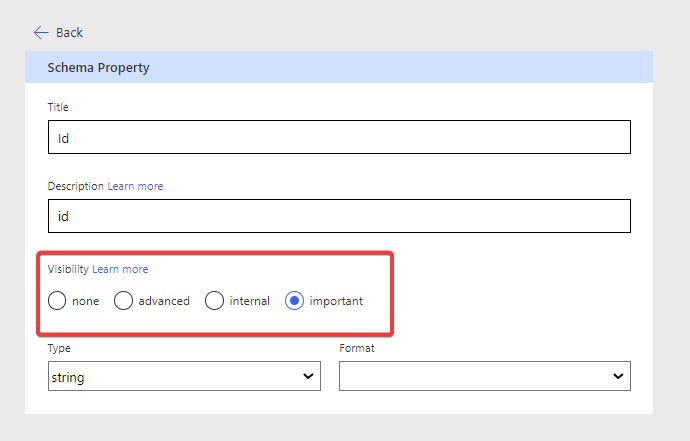 Back
Schema Property
Title
Id
Description Learn more
id
Visibility Learn more
none advanced internal important
Type Format
string